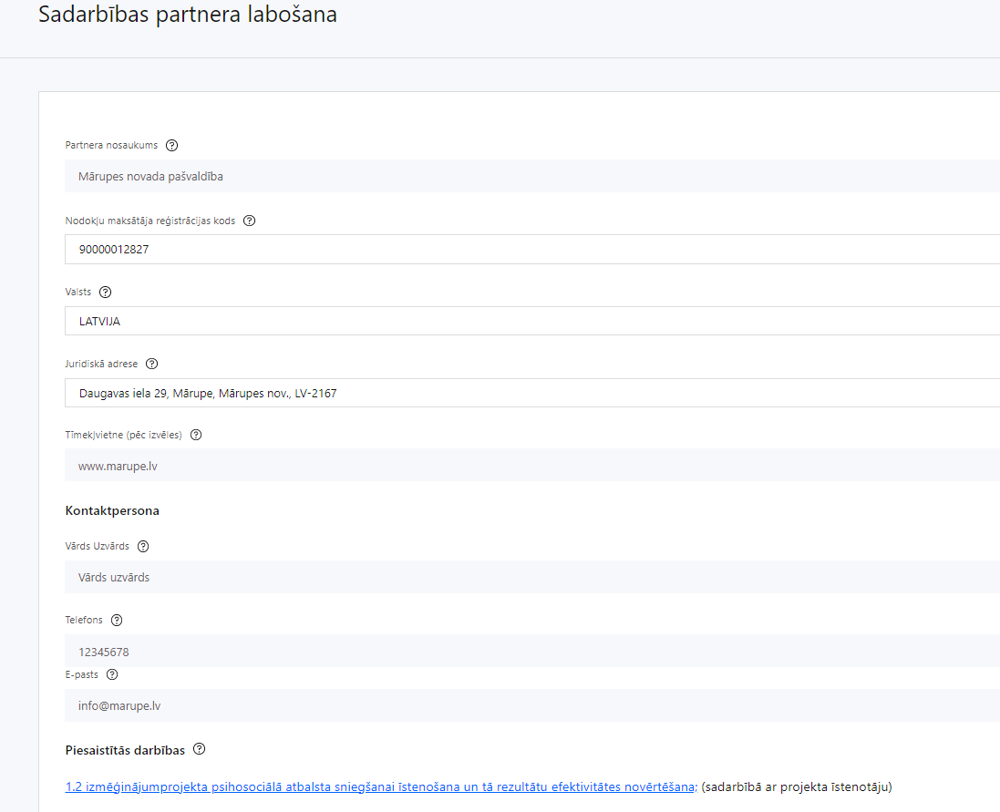 Sadarbības partnera labošana
Partnera nosaukums
Mārupes novada pašvaldība
Nodokļu maksātāja reģistrācijas kods
90000012827
Valsts
LATVIJA
Juridiskā adrese
Daugavas iela 29, Mārupe, Mārupes nov., LV-2167
Tīmekļvietne (pēc izvēles)
www.marupe.lv
Kontaktpersona
Vārds Uzvārds
Vārds uzvārds
Telefons
12345678
E-pasts
info@marupe.lv
Piesaistītās darbības
1.2 izmēģinājumprojekta psihosociālā atbalsta sniegšanai īstenošana un tā rezultātu efektivitātes novērtēšana; (sadarbībā ar projekta īstenotāju)